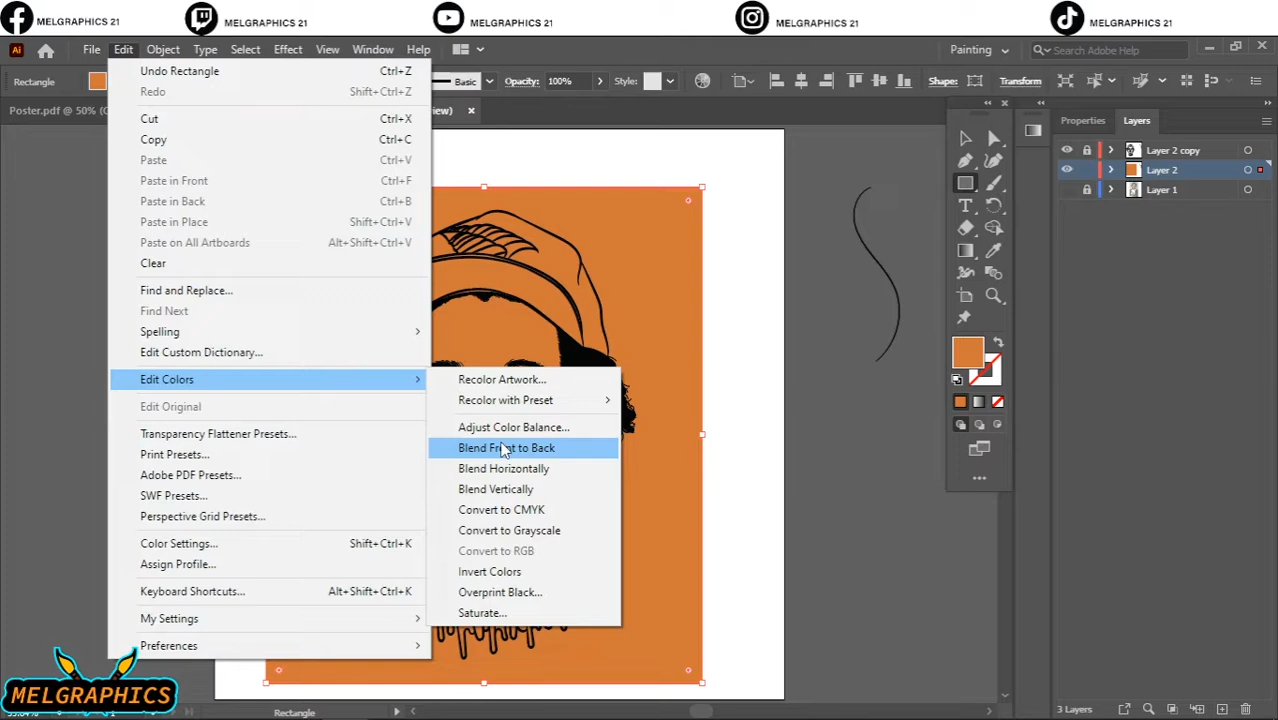 MELGRAPHICS 21
MELGRAPHICS 21
MELGRAPHICS 21
MELGRAPHICS 21
MELGRAPHICS 21
Ai
File Edit Object Type Select Effect View Window Help
Painting
Search Adobe Help
Rectangle
Basic
Opacity: 100%
Style:
Shape:
Transform
Poster.pdf @ 50%
Undo Rectangle Ctrl+Z
Redo Shift+Ctrl+Z
Cut Ctrl+X
Copy Ctrl+C
Paste Ctrl+V
Paste in Front Ctrl+F
Paste in Back Ctrl+B
Paste in Place Shift+Ctrl+V
Paste on All Artboards Alt+Shift+Ctrl+V
Clear
Find and Replace...
Find Next
Spelling
Edit Custom Dictionary...
Edit Colors
Edit Original
Transparency Flattener Presets...
Print Presets...
Adobe PDF Presets...
SWF Presets...
Perspective Grid Presets...
Color Settings... Shift+Ctrl+K
Assign Profile...
Keyboard Shortcuts... Alt+Shift+Ctrl+K
My Settings
Preferences
Recolor Artwork...
Recolor with Preset
Adjust Color Balance...
Blend Front to Back
Blend Horizontally
Blend Vertically
Convert to CMYK
Convert to Grayscale
Convert to RGB
Invert Colors
Overprint Black...
Saturate...
Properties Layers
Layer 2 copy
Layer 2
Layer 1
3 Layers
Rectangle
MELGRAPHICS